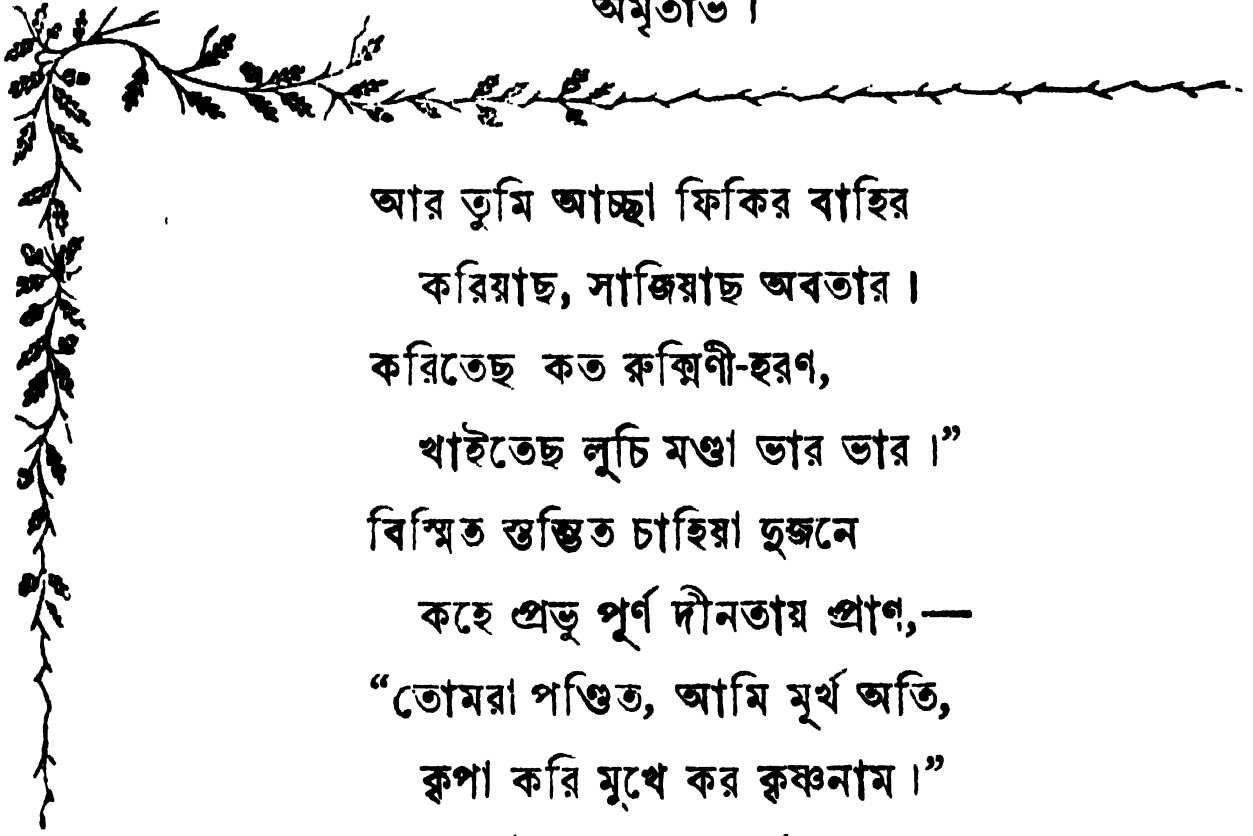 অমৃতাভ ।
আর তুমি আচ্ছা ফিকির বাহির
করিয়াছ, সাজিয়াছ অবতার ।
করিতেছ কত রুক্মিণী-হরণ,
খাইতেছ লুচি মণ্ডা ভার ভার ।”
বিস্মিত স্তম্ভিত চাহিয়া দুজনে
কহে প্রভু পূর্ণ দীনতায় প্রাণ,—
“তোমরা পণ্ডিত, আমি মূর্খ অতি,
কৃপা করি মুখে কর কৃষ্ণনাম ।”